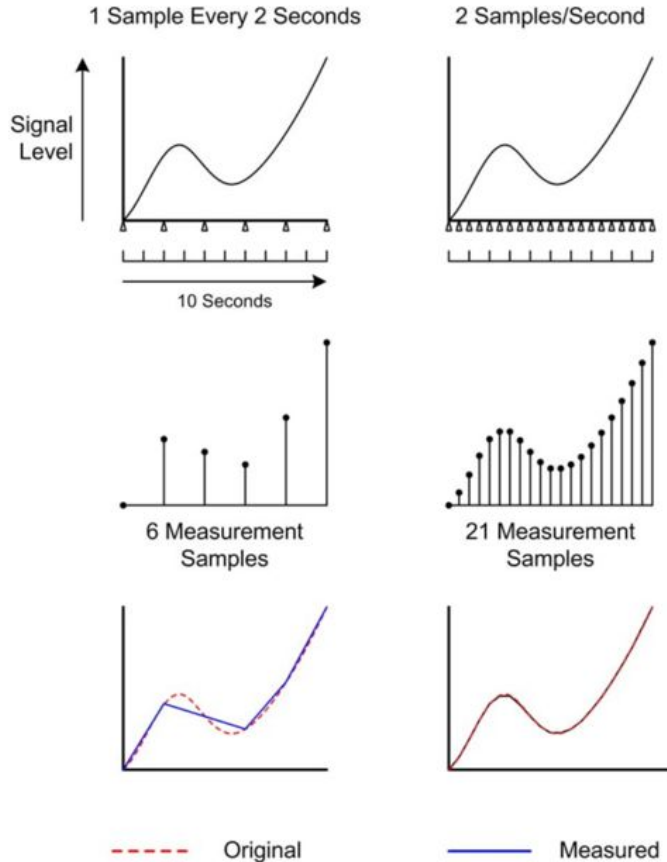 1 Sample Every 2 Seconds
2 Samples/Second
Signal
Level
10 Seconds
6 Measurement
Samples
21 Measurement
Samples
Original
Measured